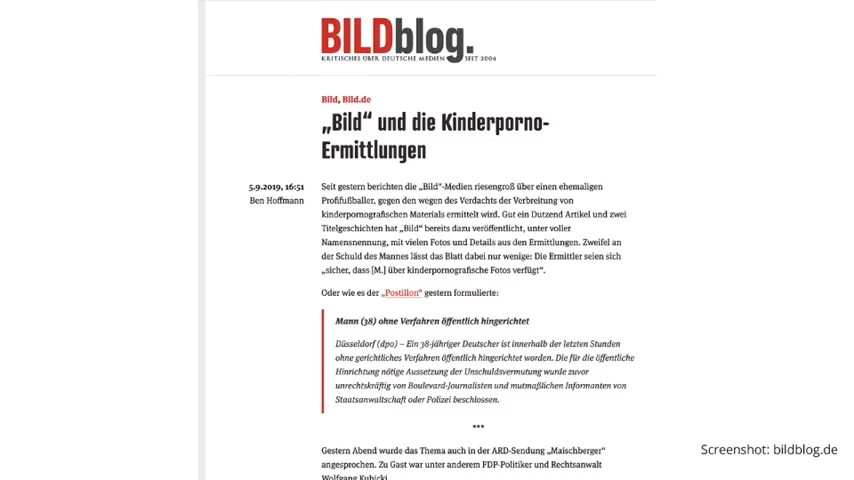 BILDblog.
KRITISCHES ÜBER DEUTSCHE MEDIEN SEIT 2004
Bild, Bild.de
„Bild“ und die Kinderporno-
Ermittlungen
5.9.2019, 16:51
Ben Hoffmann
Seit gestern berichten die „Bild“-Medien riesengroß über einen ehemaligen
Profifußballer, gegen den wegen des Verdachts der Verbreitung von
kinderpornografischen Materials ermittelt wird. Gut ein Dutzend Artikel und zwei
Titelgeschichten hat „Bild“ bereits dazu veröffentlicht, unter voller
Namensnennung, mit vielen Fotos und Details aus den Ermittlungen. Zweifel an
der Schuld des Mannes lässt das Blatt dabei nur wenige: Die Ermittler seien sich
„sicher, dass [M.] über kinderpornografische Fotos verfügt“.
Oder wie es der „Postillon“ gestern formulierte:
Mann (38) ohne Verfahren öffentlich hingerichtet
Düsseldorf (dpo) – Ein 38-jähriger Deutscher ist innerhalb der letzten Stunden
ohne gerichtliches Verfahren öffentlich hingerichtet worden. Die für die öffentliche
Hinrichtung nötige Aussetzung der Unschuldsvermutung wurde zuvor
unrechtskräftig von Boulevard-Journalisten und mutmaßlichen Informanten von
Staatsanwaltschaft oder Polizei beschlossen.
***
Gestern Abend wurde das Thema auch in der ARD-Sendung „Maischberger“
angesprochen. Zu Gast war unter anderem FDP-Politiker und Rechtsanwalt
Wolfgang Kubicki
Screenshot: bildblog.de